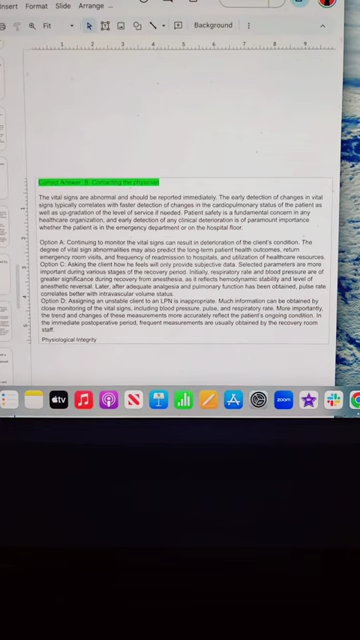 Insert Format Slide Arrange
Fit Background
1 2 3 4 5 6 7 8 9
Correct Answer: B. Contacting the physician
The vital signs are abnormal and should be reported immediately. The early detection of changes in vital
signs typically correlates with faster detection of changes in the cardiopulmonary status of the patient as
well as up-gradation of the level of service if needed. Patient safety is a fundamental concern in any
healthcare organization, and early detection of any clinical deterioration is of paramount importance
whether the patient is in the emergency department or on the hospital floor.
Option A: Continuing to monitor the vital signs can result in deterioration of the client's condition. The
degree of vital sign abnormalities may also predict the long-term patient health outcomes, return
emergency room visits, and frequency of readmission to hospitals, and utilization of healthcare resources.
Option C: Asking the client how he feels will only provide subjective data. Selected parameters are more
important during various stages of the recovery period. Initially, respiratory rate and blood pressure are of
greater significance during recovery from anesthesia, as it reflects hemodynamic stability and level of
anesthetic reversal. Later, after adequate analgesia and pulmonary function has been obtained, pulse rate
correlates better with intravascular volume status.
Option D: Assigning an unstable client to an LPN is inappropriate. Much information can be obtained by
close monitoring of the vital signs, including blood pressure, pulse, and respiratory rate. More importantly,
the trend and changes of these measurements more accurately reflect the patient's ongoing condition. In
the immediate postoperative period, frequent measurements are usually obtained by the recovery room
staff.
Physiological Integrity
tv
zoom